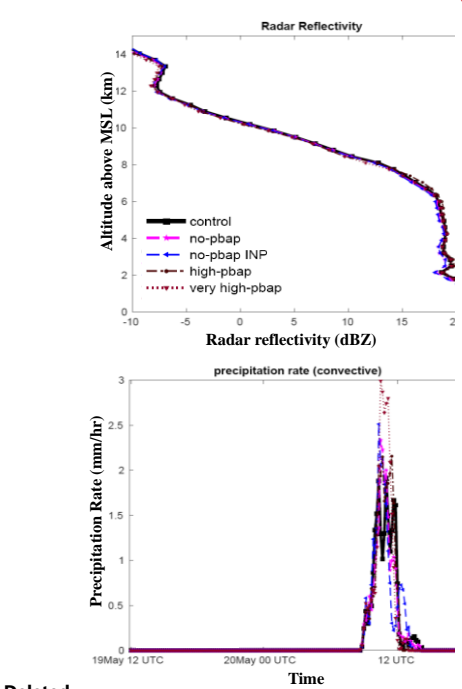 Radar Reflectivity
14
12
10
8
6
4
2
0
Altitude above MSL (km)
control
no-pbap
no-pbap INP
high-pbap
very high-pbap
-10 -5 0 5 10 15 20
Radar reflectivity (dBZ)
precipitation rate (convective)
3
2.5
2
1.5
1
0.5
0
Precipitation Rate (mm/hr)
19May 12 UTC 20May 00 UTC 12 UTC
Time